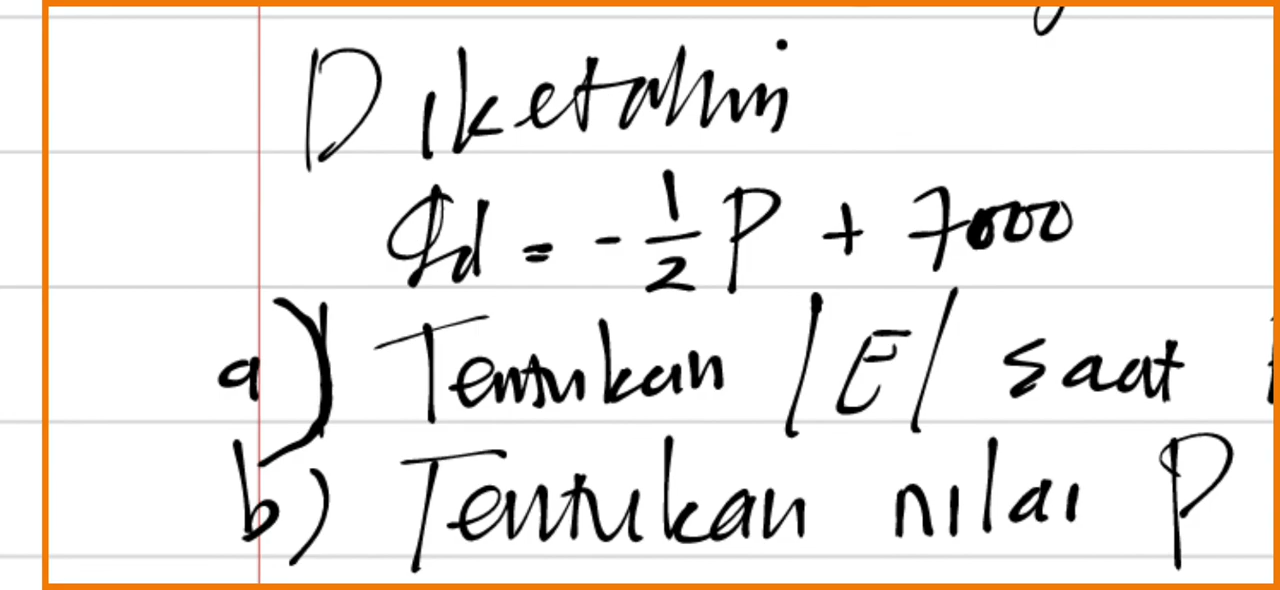 Diketahui
Qd = -1/2 P + 7000
a) Tentukan |E| saat
b) Tentukan nilai P